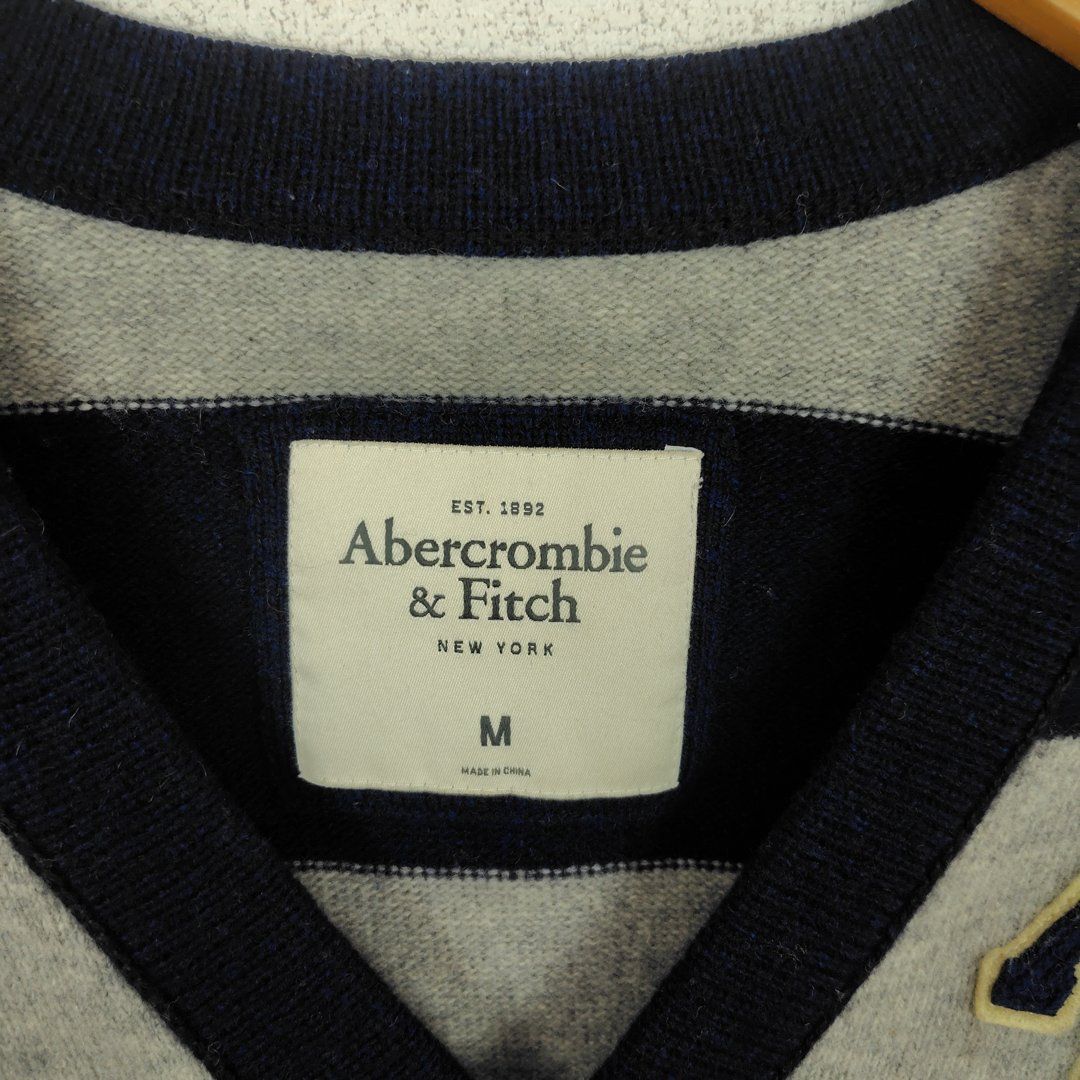 EST. 1892
Abercrombie
& Fitch
NEW YORK
M
MADE IN CHINA